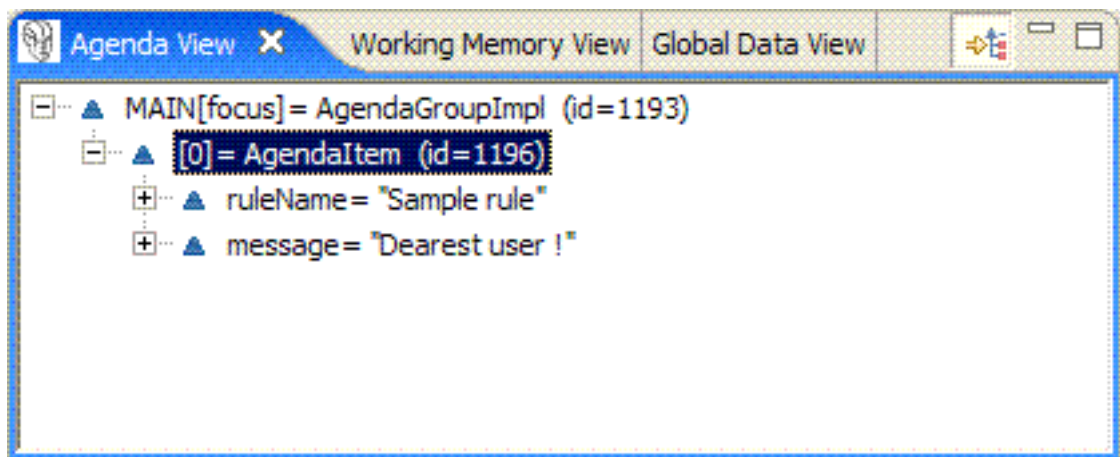 Agenda View Working Memory View Global Data View
MAIN[focus]= AgendaGroupImpl (id=1193)
[0]= AgendaItem (id=1196)
ruleName= "Sample rule"
message= "Dearest user !"